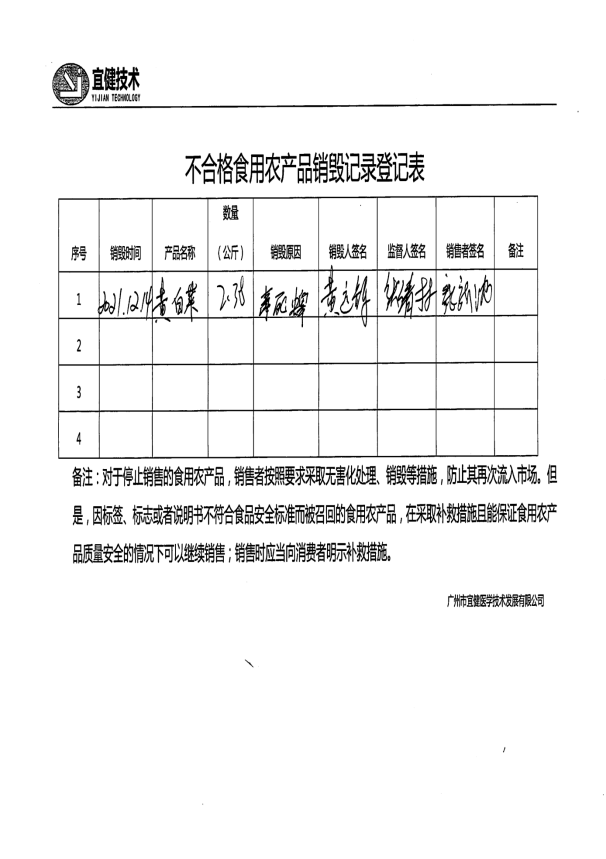 宜健技术
YIJIAN TECHNOLOGY
不合格食用农产品销毁记录登记表
序号 销毁时间 产品名称 数量（公斤） 销毁原因 销毁人签名 监督人签名 销售者签名 备注
1 2021.12.14 黄白菜 2.38
2
3
4
备注：对于停止销售的食用农产品，销售者按照要求采取无害化处理、销毁等措施，防止其再次流入市场。但
是，因标签、标志或者说明书不符合食品安全标准而被召回的食用农产品，在采取补救措施且能保证食用农产
品质量安全的情况下可以继续销售；销售时应当向消费者明示补救措施。
广州市宜健医学技术发展有限公司